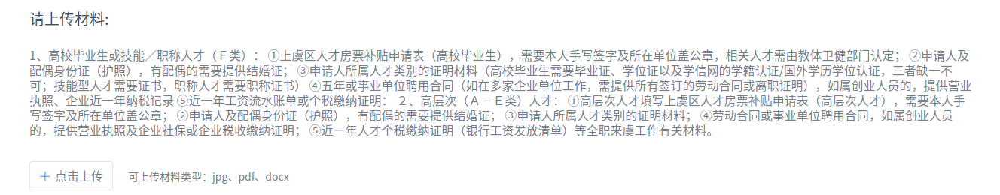 请上传材料:
1、高校毕业生或技能／职称人才（Ｆ类）： ①上虞区人才房票补贴申请表（高校毕业生），需要本人手写签字及所在单位盖公章，相关人才需由教体卫健部门认定； ②申请人及
配偶身份证（护照），有配偶的需要提供结婚证； ③申请人所属人才类别的证明材料（高校毕业生需要毕业证、学位证以及学信网的学籍认证/国外学历学位认证，三者缺一不
可；技能型人才需要证书，职称人才需要职称证书） ④五年或事业单位聘用合同（如在多家企业单位工作，需提供所有签订的劳动合同或离职证明），如属创业人员的，提供营业
执照、企业近一年纳税记录 ⑤近一年工资流水账单或个税缴纳证明： ２、高层次（Ａ－Ｅ类）人才： ①高层次人才填写上虞区人才房票补贴申请表（高层次人才），需要本人手
写签字及所在单位盖公章； ②申请人及配偶身份证（护照），有配偶的需要提供结婚证； ③申请人所属人才类别的证明材料； ④劳动合同或事业单位聘用合同，如属创业人员
的，提供营业执照及企业社保或企业税收缴纳证明； ⑤近一年人才个税缴纳证明（银行工资发放清单）等全职来虞工作有关材料。
＋ 点击上传 可上传材料类型：jpg、pdf、docx